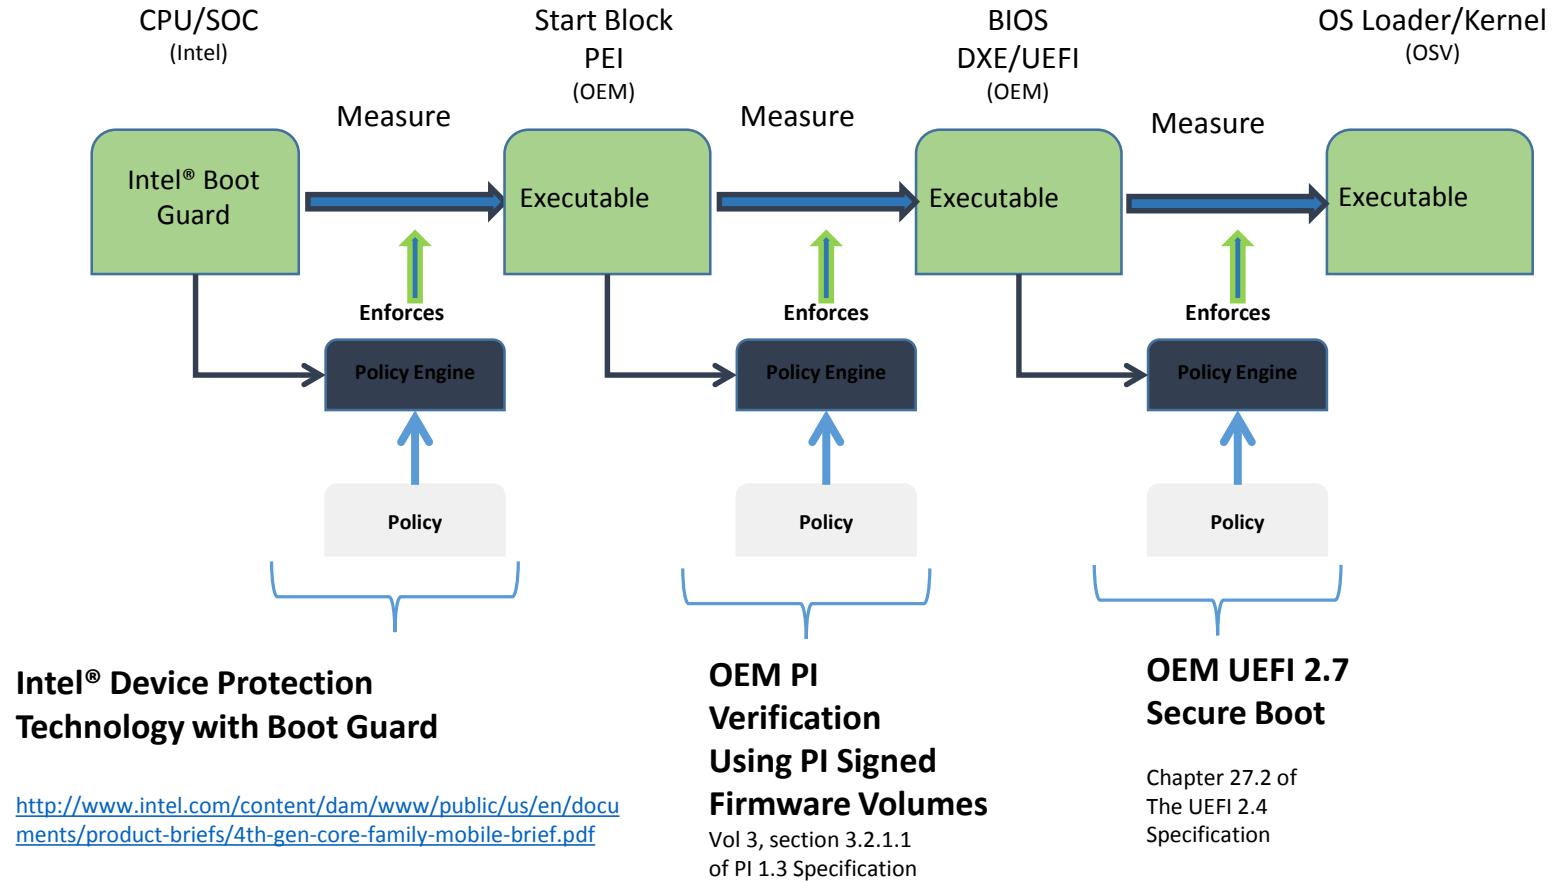 CPU/SOC
(Intel)
Start Block
PEI
(OEM)
BIOS
DXE/UEFI
(OEM)
OS Loader/Kernel
(OSV)
Measure
Measure
Measure
Intel® Boot
Guard
Executable
Executable
Executable
Enforces
Enforces
Enforces
Policy Engine
Policy Engine
Policy Engine
Policy
Policy
Policy
Intel® Device Protection
Technology with Boot Guard
http://www.intel.com/content/dam/www/public/us/en/docu
ments/product-briefs/4th-gen-core-family-mobile-brief.pdf
OEM PI
Verification
Using PI Signed
Firmware Volumes
Vol 3, section 3.2.1.1
of PI 1.3 Specification
OEM UEFI 2.7
Secure Boot
Chapter 27.2 of
The UEFI 2.4
Specification